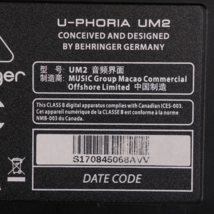 U-PHORIA UM2
CONCEIVED AND DESIGNED
BY BEHRINGER GERMANY
nger
型号: UM2 音频界面
制造商: MUSIC Group Macao Commercial
Offshore Limited / 中国制造
This CLASS B digital apparatus complies with Canadian ICES-003.
Cet appareil numérique de la CLASSE B est conforme à la norme
NMB-003 du Canada.
S170846068AVV
DATE CODE